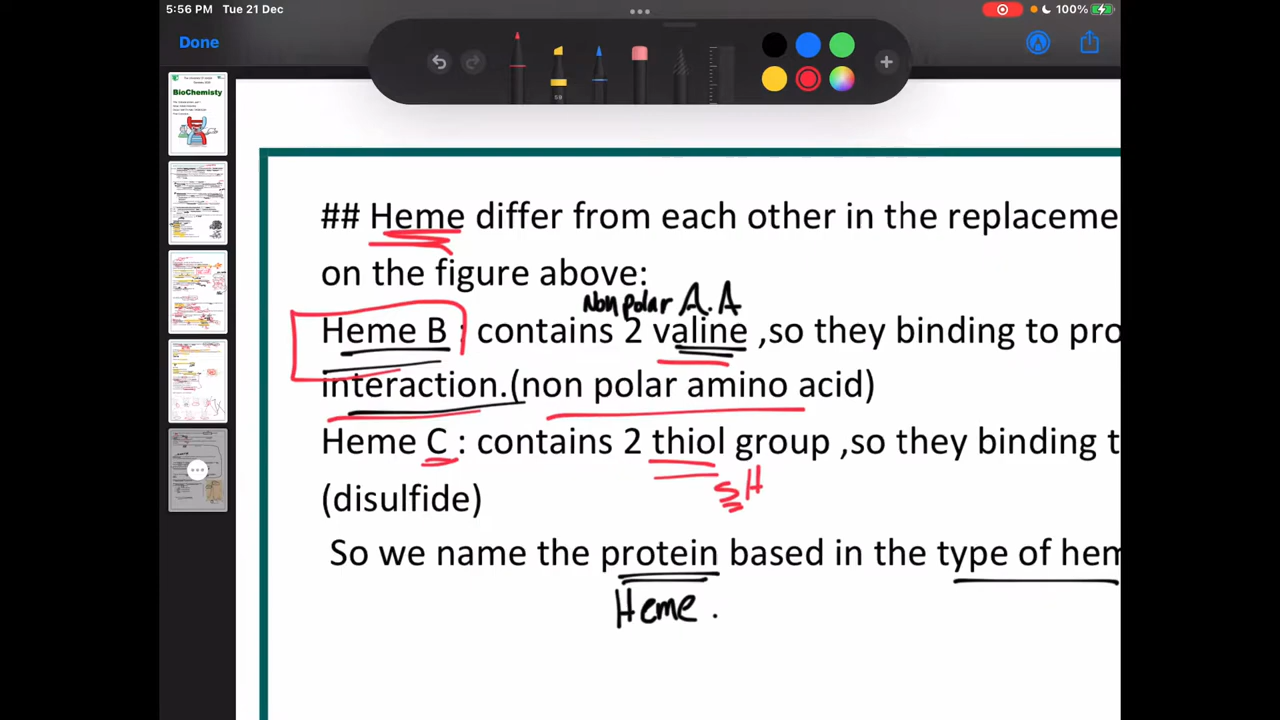 5:56 PM Tue 21 Dec
100%
Done
BioChemisty
## Heme differ from each other in the replaceme
on the figure above:
Non polar A.A
Heme B : contains 2 valine ,so they binding to pro
interaction.(non polar amino acid)
Heme C : contains 2 thiol group ,so they binding t
SH
(disulfide)
So we name the protein based in the type of hem
Heme .